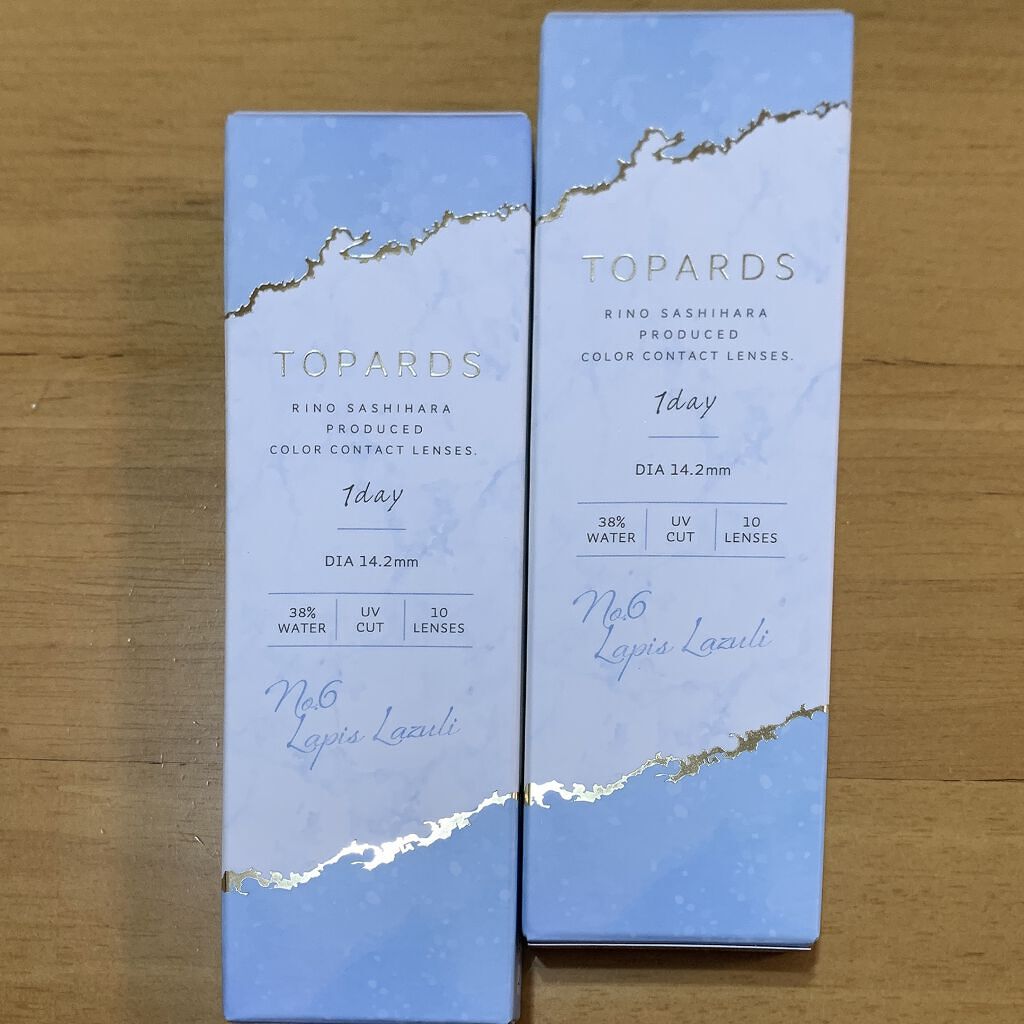 TOPARDS
RINO SASHIHARA
PRODUCED
COLOR CONTACT LENSES.
1day
DIA 14.2mm
38%
WATER
UV
CUT
10
LENSES
No.6
Lapis Lazuli
TOPARDS
RINO SASHIHARA
PRODUCED
COLOR CONTACT LENSES.
1day
DIA 14.2mm
38%
WATER
UV
CUT
10
LENSES
No.6
Lapis Lazuli